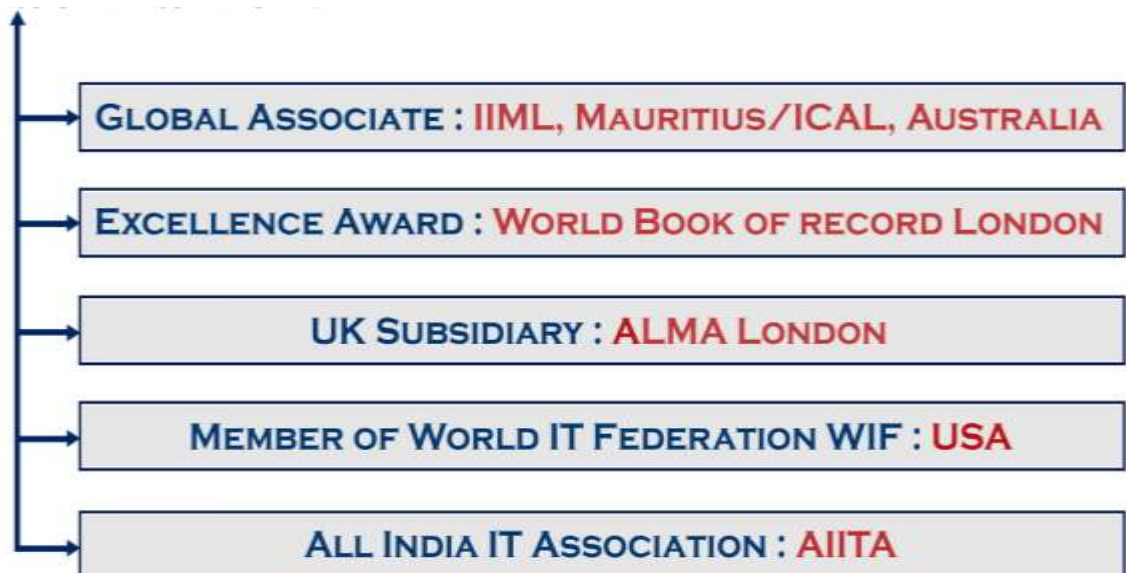 Global Associate : IIML, Mauritius/ICAL, Australia
Excellence Award : World Book of record London
UK Subsidiary : ALMA London
Member of World IT Federation WIF : USA
All India IT Association : AIITA